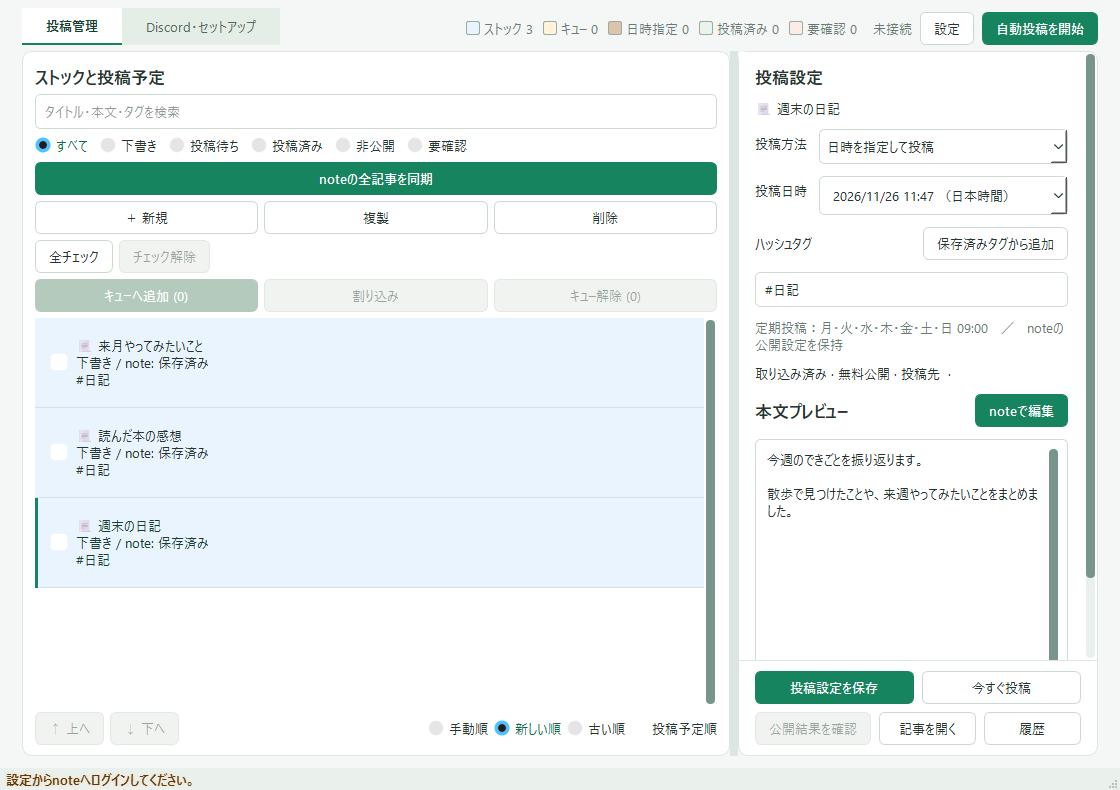 投稿管理
Discord・セットアップ
ストック 3
キュー 0
日時指定 0
投稿済み 0
要確認 0
未接続
設定
自動投稿を開始
ストックと投稿予定
タイトル・本文・タグを検索
すべて
下書き
投稿待ち
投稿済み
非公開
要確認
noteの全記事を同期
+ 新規
複製
削除
全チェック
チェック解除
キューへ追加 (0)
割り込み
キュー解除 (0)
来月やってみたいこと
下書き / note: 保存済み
#日記
読んだ本の感想
下書き / note: 保存済み
#日記
週末の日記
下書き / note: 保存済み
#日記
↑ 上へ
↓ 下へ
手動順
新しい順
古い順
投稿予定順
投稿設定
週末の日記
投稿方法
日時を指定して投稿
投稿日時
2026/11/26 11:47 （日本時間）
ハッシュタグ
保存済みタグから追加
#日記
定期投稿：月・火・水・木・金・土・日 09:00 ／ noteの
公開設定を保持
取り込み済み · 無料公開 · 投稿先 ·
本文プレビュー
noteで編集
今週のできごとを振り返ります。
散歩で見つけたことや、来週やってみたいことをまとめま
した。
投稿設定を保存
今すぐ投稿
公開結果を確認
記事を開く
履歴
設定からnoteへログインしてください。